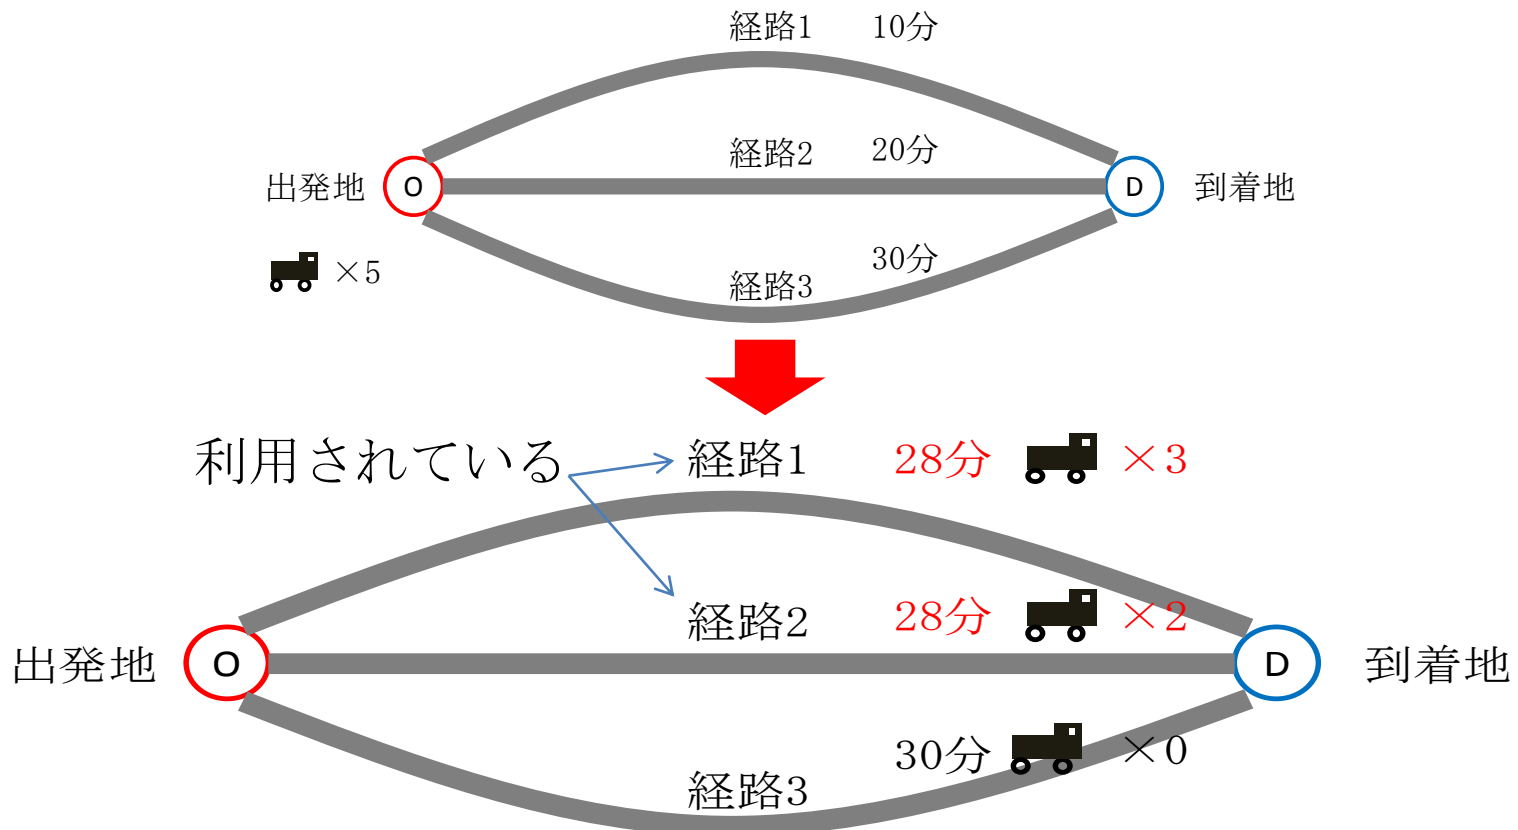 経路1 10分
経路2 20分
出発地 O D 到着地
×5
30分
経路3
利用されている 経路1 28分 ×3
経路2 28分 ×2
出発地 O D 到着地
30分 ×0
経路3